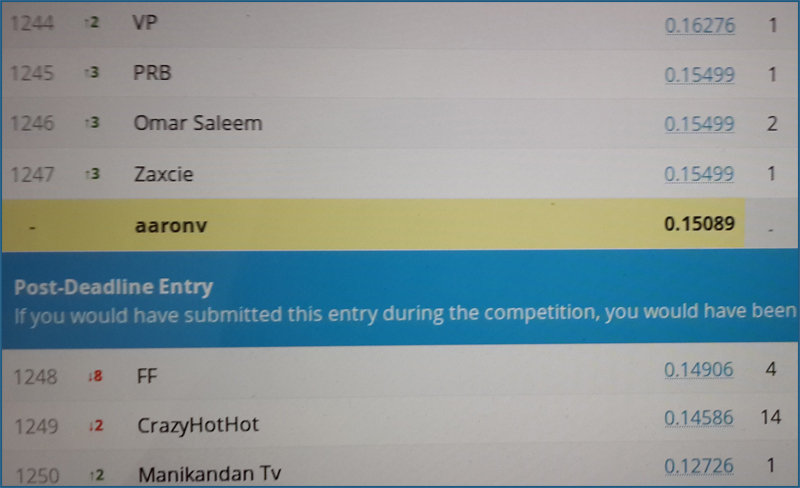 1244 ↑2 VP 0.16276 1
1245 ↑3 PRB 0.15499 1
1246 ↑3 Omar Saleem 0.15499 2
1247 ↑3 Zaxcie 0.15499 1
- aaronv 0.15089 -
Post-Deadline Entry
If you would have submitted this entry during the competition, you would have been
1248 ↓8 FF 0.14906 4
1249 ↓2 CrazyHotHot 0.14586 14
1250 ↑2 Manikandan Tv 0.12726 1